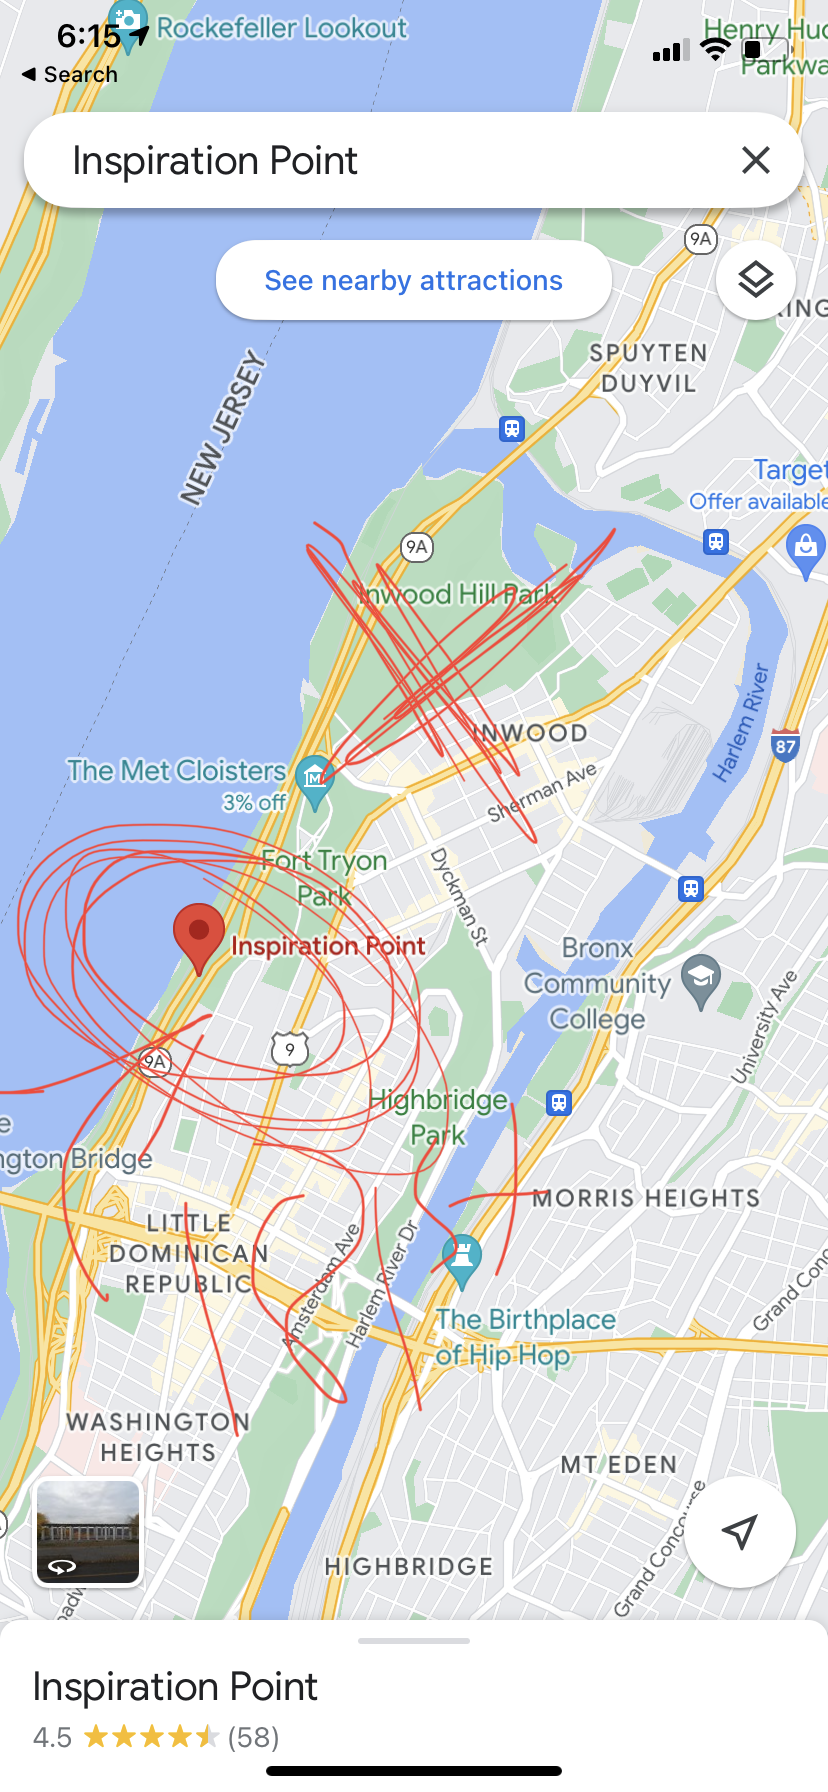 Rockefeller Lookout
6:15
Search
Inspiration Point
See nearby attractions
9A
SPUYTEN
DUYVIL
NEW JERSEY
Target
Offer available
9A
Inwood Hill Park
INWOOD
Harlem River
87
The Met Cloisters
3% off
Sherman Ave
Fort Tryon
Park
Dyckman St
Inspiration Point
Bronx
Community
College
University Ave
9
9A
Highbridge
Park
ngton Bridge
MORRIS HEIGHTS
LITTLE
DOMINICAN
REPUBLIC
Amsterdam Ave
Harlem River Dr
Grand Conc
The Birthplace
of Hip Hop
WASHINGTON
HEIGHTS
MT EDEN
Grand Concourse
HIGHBRIDGE
Inspiration Point
4.5 (58)